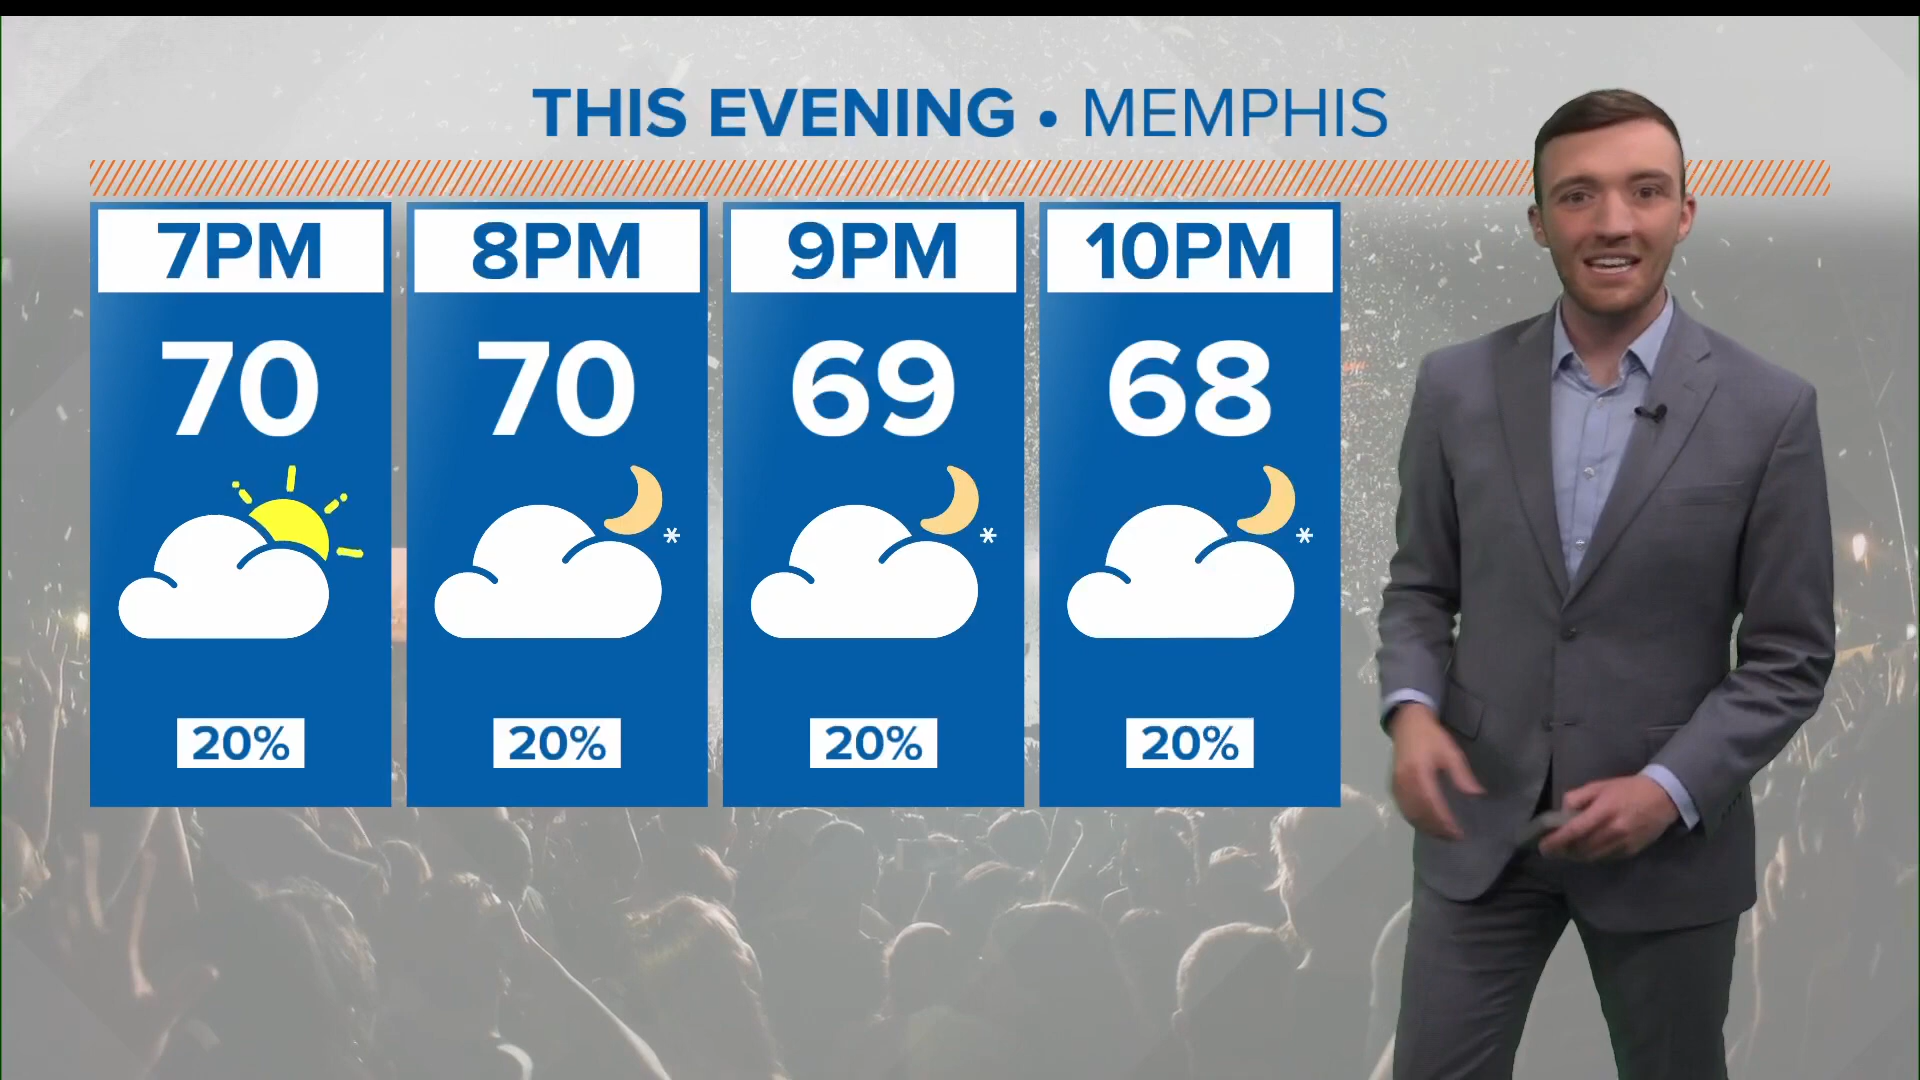 THIS EVENING • MEMPHIS
7PM 8PM 9PM 10PM
70 70 69 68
20% 20% 20% 20%